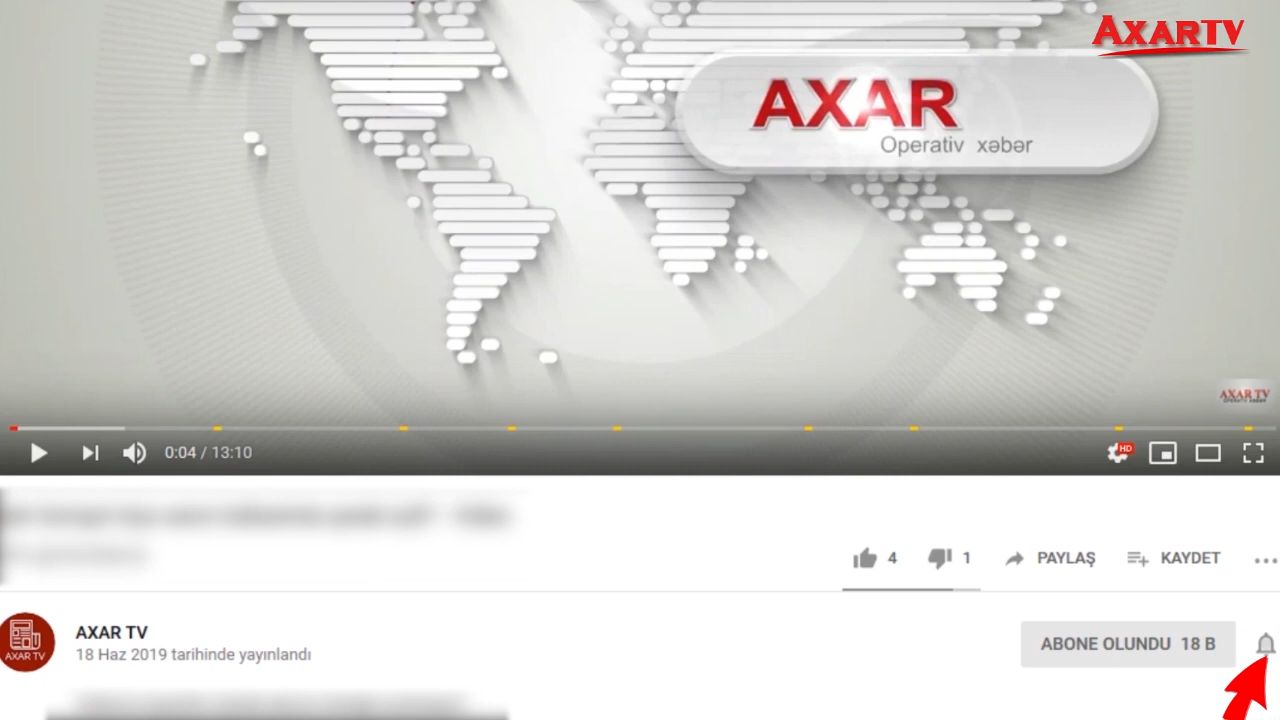 AXARTV
AXAR
Operativ xəbər
AXAR TV
0:04 / 13:10
HD
4 1 PAYLAŞ KAYDET
AXAR TV
AXAR TV
18 Haz 2019 tarihinde yayınlandı
ABONE OLUNDU 18 B